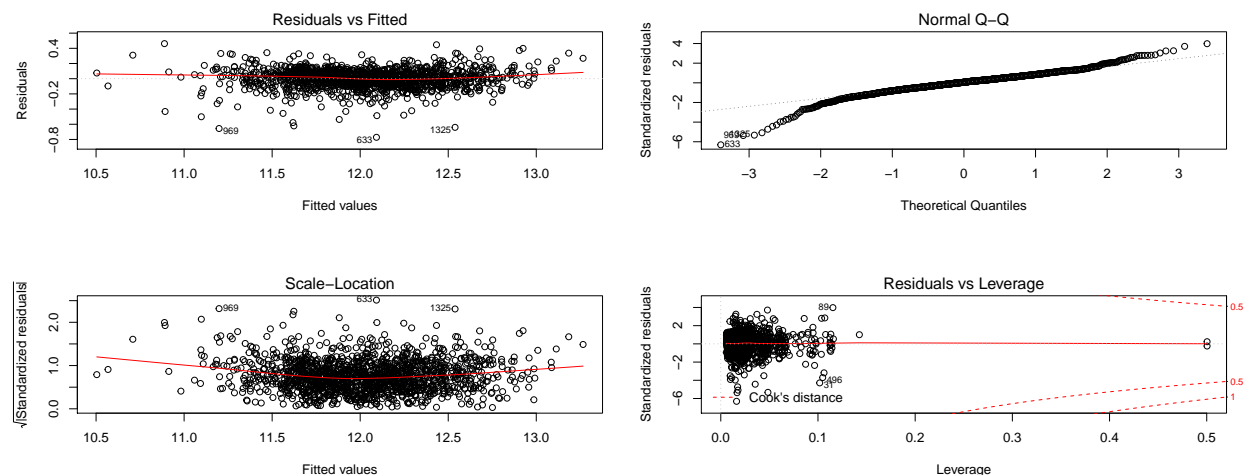 Residuals vs Fitted
Residuals
0.4
−0.2
−0.8
969
633
1325
10.5 11.0 11.5 12.0 12.5 13.0
Fitted values
Normal Q−Q
Standardized residuals
4
2
−2
−6
633
−3 −2 −1 0 1 2 3
Theoretical Quantiles
Scale−Location
√|Standardized residuals|
2.0
1.0
0.0
969
633
1325
10.5 11.0 11.5 12.0 12.5 13.0
Fitted values
Residuals vs Leverage
Standardized residuals
2
−2
−6
89
496
31
Cook's distance
0.5
0.5
1
0.0 0.1 0.2 0.3 0.4 0.5
Leverage